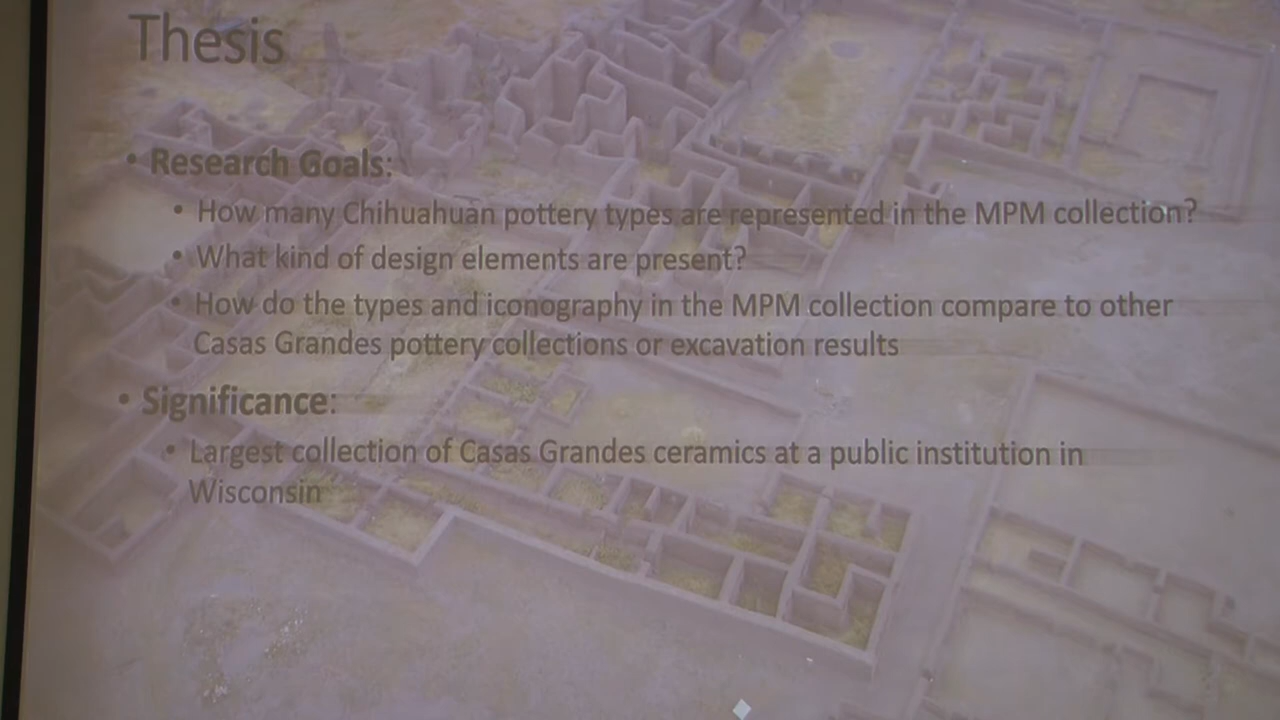 Thesis
• Research Goals:
• How many Chihuahuan pottery types are represented in the MPM collection?
• What kind of design elements are present?
• How do the types and iconography in the MPM collection compare to other
Casas Grandes pottery collections or excavation results
• Significance:
• Largest collection of Casas Grandes ceramics at a public institution in
Wisconsin